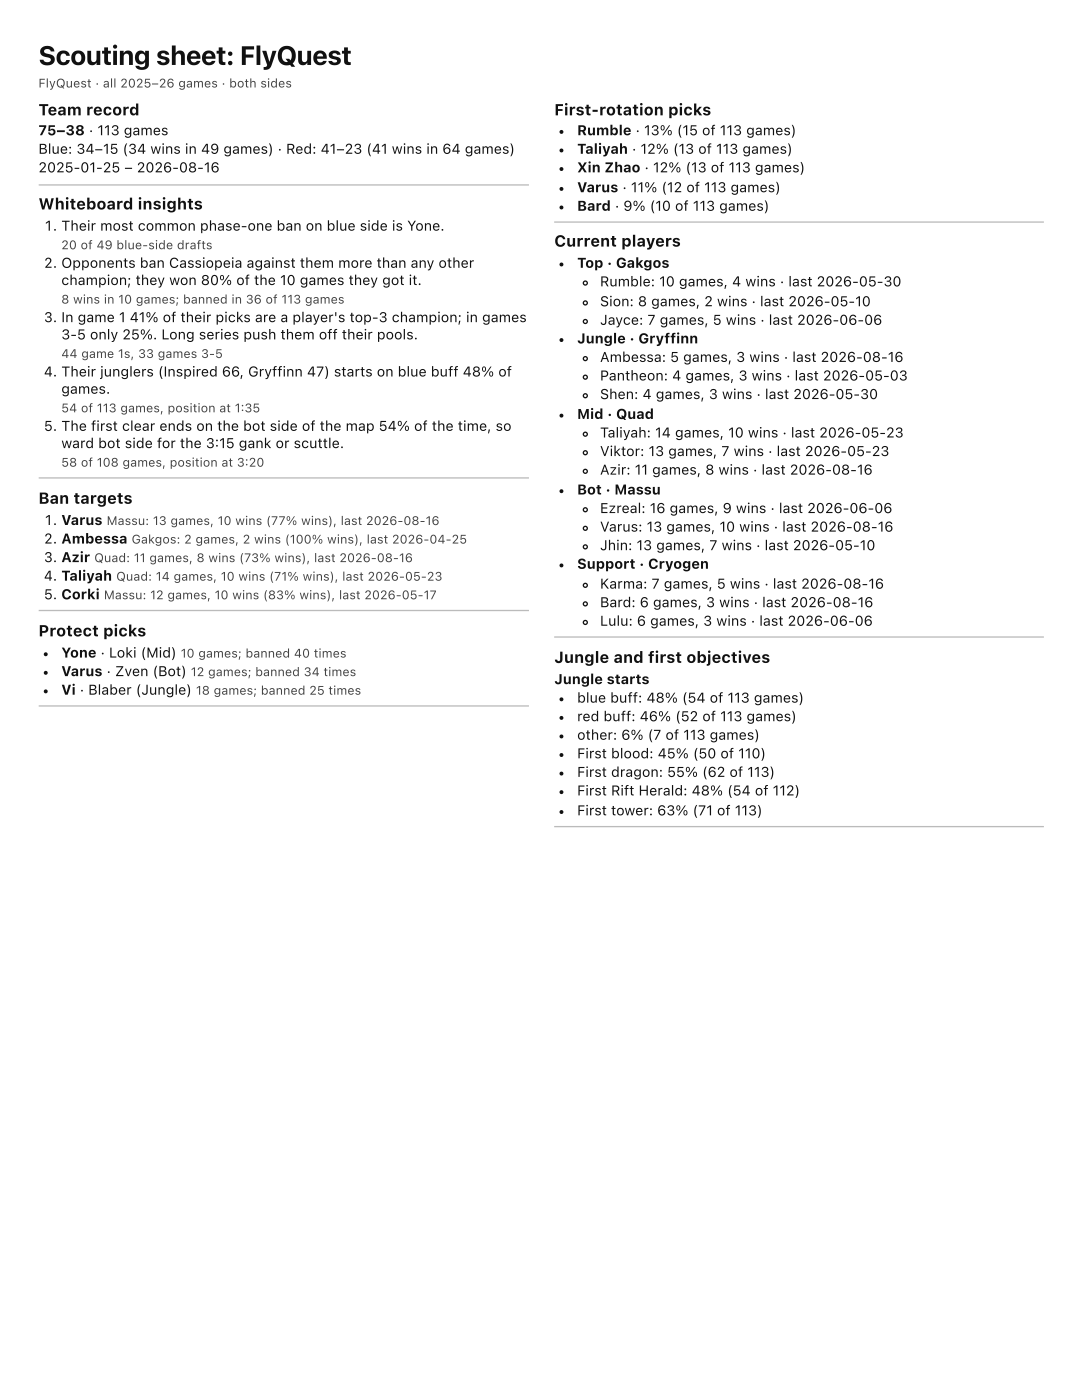 Scouting sheet: FlyQuest
FlyQuest · all 2025–26 games · both sides
Team record
75–38 · 113 games
Blue: 34–15 (34 wins in 49 games) · Red: 41–23 (41 wins in 64 games)
2025-01-25 – 2026-08-16
Whiteboard insights
1. Their most common phase-one ban on blue side is Yone.
20 of 49 blue-side drafts
2. Opponents ban Cassiopeia against them more than any other
champion; they won 80% of the 10 games they got it.
8 wins in 10 games; banned in 36 of 113 games
3. In game 1 41% of their picks are a player's top-3 champion; in games
3-5 only 25%. Long series push them off their pools.
44 game 1s, 33 games 3-5
4. Their junglers (Inspired 66, Gryffinn 47) starts on blue buff 48% of
games.
54 of 113 games, position at 1:35
5. The first clear ends on the bot side of the map 54% of the time, so
ward bot side for the 3:15 gank or scuttle.
58 of 108 games, position at 3:20
Ban targets
1. Varus Massu: 13 games, 10 wins (77% wins), last 2026-08-16
2. Ambessa Gakgos: 2 games, 2 wins (100% wins), last 2026-04-25
3. Azir Quad: 11 games, 8 wins (73% wins), last 2026-08-16
4. Taliyah Quad: 14 games, 10 wins (71% wins), last 2026-05-23
5. Corki Massu: 12 games, 10 wins (83% wins), last 2026-05-17
Protect picks
• Yone · Loki (Mid) 10 games; banned 40 times
• Varus · Zven (Bot) 12 games; banned 34 times
• Vi · Blaber (Jungle) 18 games; banned 25 times
First-rotation picks
• Rumble · 13% (15 of 113 games)
• Taliyah · 12% (13 of 113 games)
• Xin Zhao · 12% (13 of 113 games)
• Varus · 11% (12 of 113 games)
• Bard · 9% (10 of 113 games)
Current players
• Top · Gakgos
◦ Rumble: 10 games, 4 wins · last 2026-05-30
◦ Sion: 8 games, 2 wins · last 2026-05-10
◦ Jayce: 7 games, 5 wins · last 2026-06-06
• Jungle · Gryffinn
◦ Ambessa: 5 games, 3 wins · last 2026-08-16
◦ Pantheon: 4 games, 3 wins · last 2026-05-03
◦ Shen: 4 games, 3 wins · last 2026-05-30
• Mid · Quad
◦ Taliyah: 14 games, 10 wins · last 2026-05-23
◦ Viktor: 13 games, 7 wins · last 2026-05-23
◦ Azir: 11 games, 8 wins · last 2026-08-16
• Bot · Massu
◦ Ezreal: 16 games, 9 wins · last 2026-06-06
◦ Varus: 13 games, 10 wins · last 2026-08-16
◦ Jhin: 13 games, 7 wins · last 2026-05-10
• Support · Cryogen
◦ Karma: 7 games, 5 wins · last 2026-08-16
◦ Bard: 6 games, 3 wins · last 2026-08-16
◦ Lulu: 6 games, 3 wins · last 2026-06-06
Jungle and first objectives
Jungle starts
• blue buff: 48% (54 of 113 games)
• red buff: 46% (52 of 113 games)
• other: 6% (7 of 113 games)
• First blood: 45% (50 of 110)
• First dragon: 55% (62 of 113)
• First Rift Herald: 48% (54 of 112)
• First tower: 63% (71 of 113)